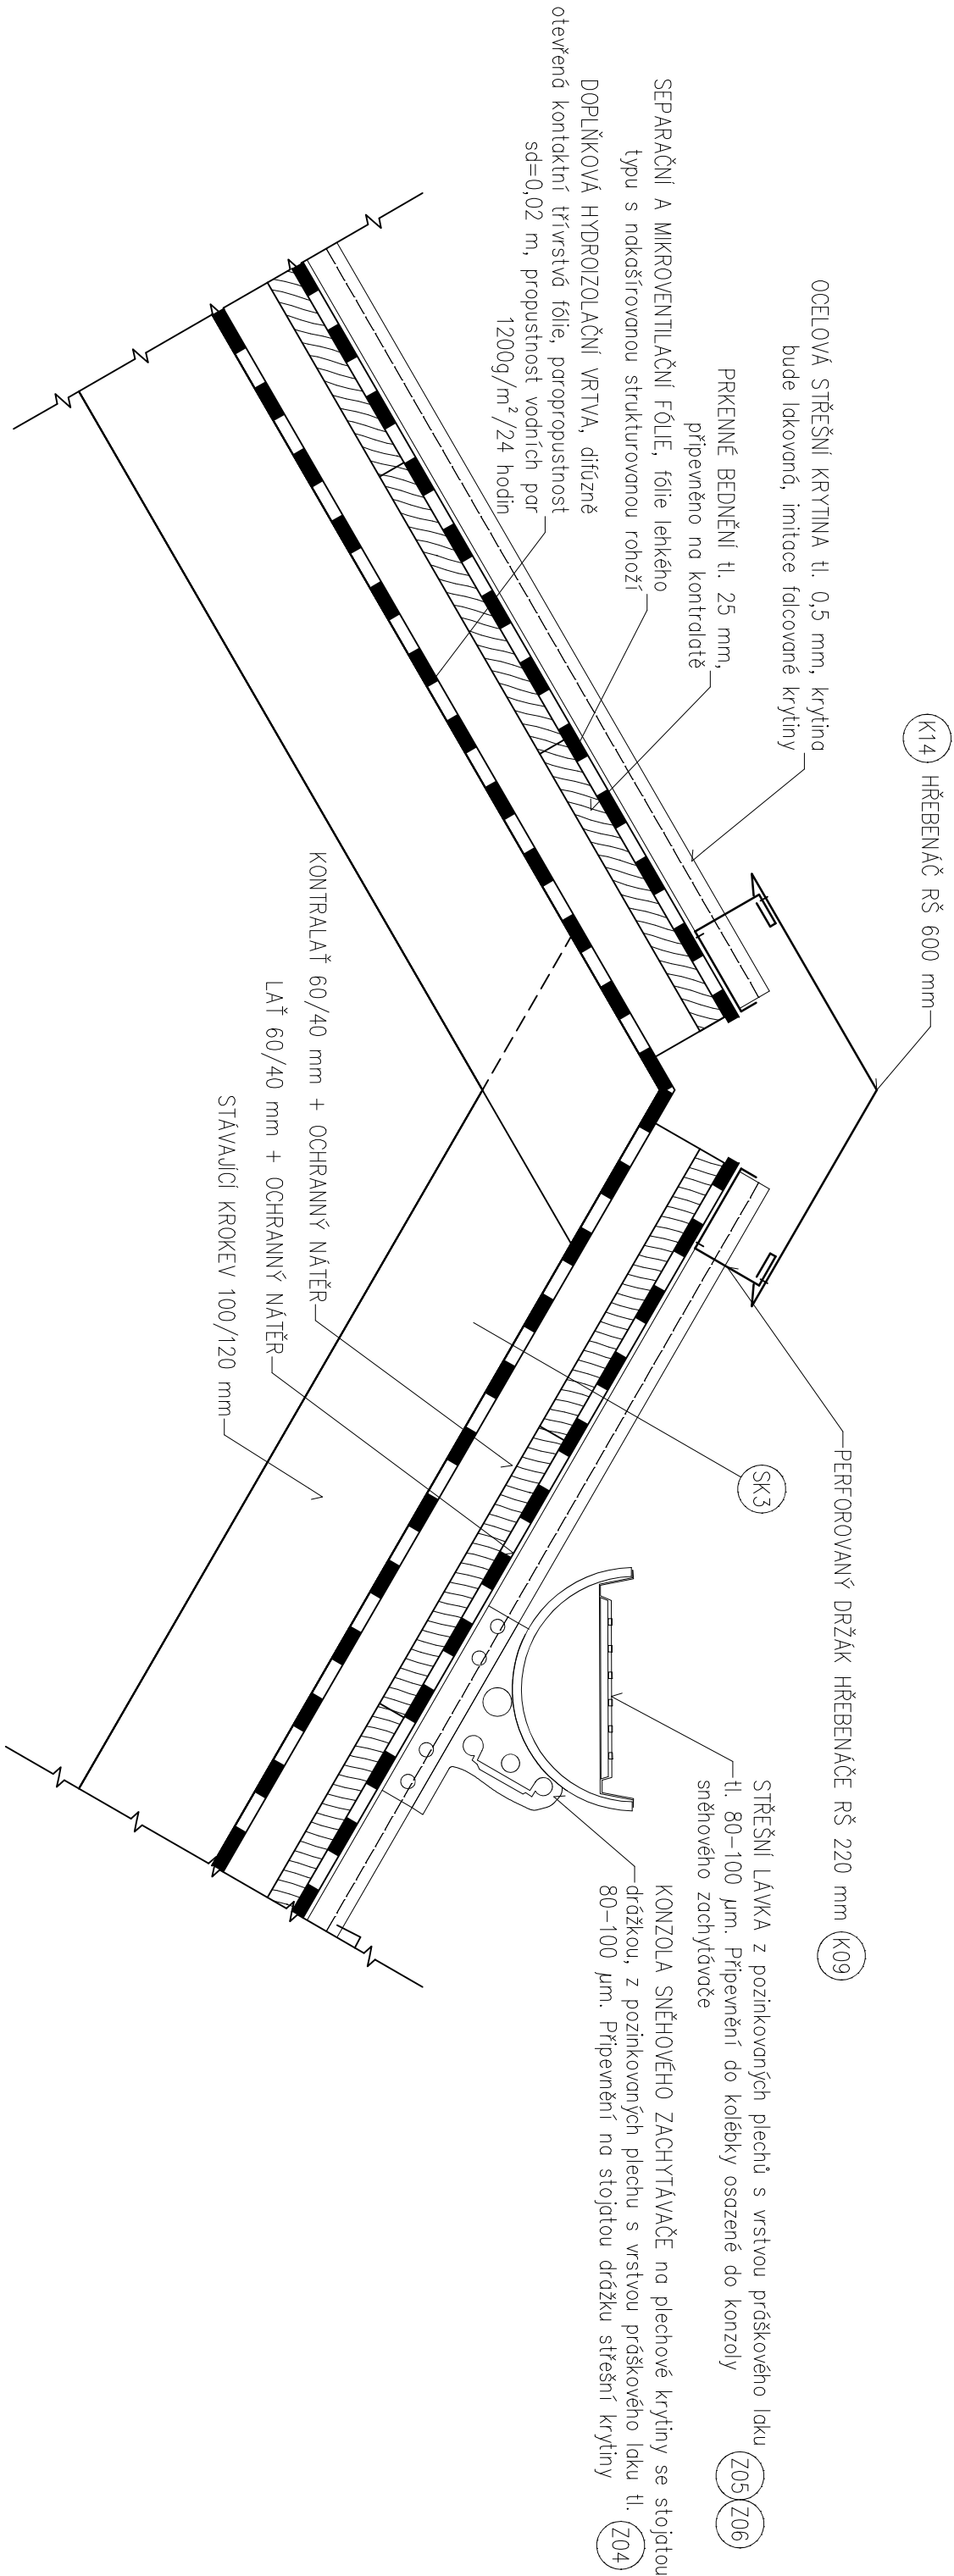 K14 HŘEBENÁČ RŠ 600 mm
OCELOVÁ STŘEŠNÍ KRYTINA tl. 0,5 mm, krytina
bude lakovaná, imitace falcované krytiny
PRKENNÉ BEDNĚNÍ tl. 25 mm,
připevněno na kontralatě
SEPARAČNÍ A MIKROVENTILAČNÍ FÓLIE, fólie lehkého
typu s nakašírovanou strukturovanou rohoží
DOPLŇKOVÁ HYDROIZOLAČNÍ VRTVA, difúzně
otevřená kontaktní třívrstvá fólie, paropropustnost
sd=0,02 m, propustnost vodních par
1200g/m²/24 hodin
PERFOROVANÝ DRŽÁK HŘEBENÁČE RŠ 220 mm K09
SK3
STŘEŠNÍ LÁVKA z pozinkovaných plechů s vrstvou práškového laku
tl. 80-100 µm. Připevnění do kolébky osazené do konzoly
sněhového zachytávače
Z05 Z06
KONZOLA SNĚHOVÉHO ZACHYTÁVAČE na plechové krytiny se stojatou
drážkou, z pozinkovaných plechu s vrstvou práškového laku tl.
80-100 µm. Připevnění na stojatou drážku střešní krytiny
Z04
KONTRALAŤ 60/40 mm + OCHRANNÝ NÁTĚR
LAŤ 60/40 mm + OCHRANNÝ NÁTĚR
STÁVAJÍCÍ KROKEV 100/120 mm